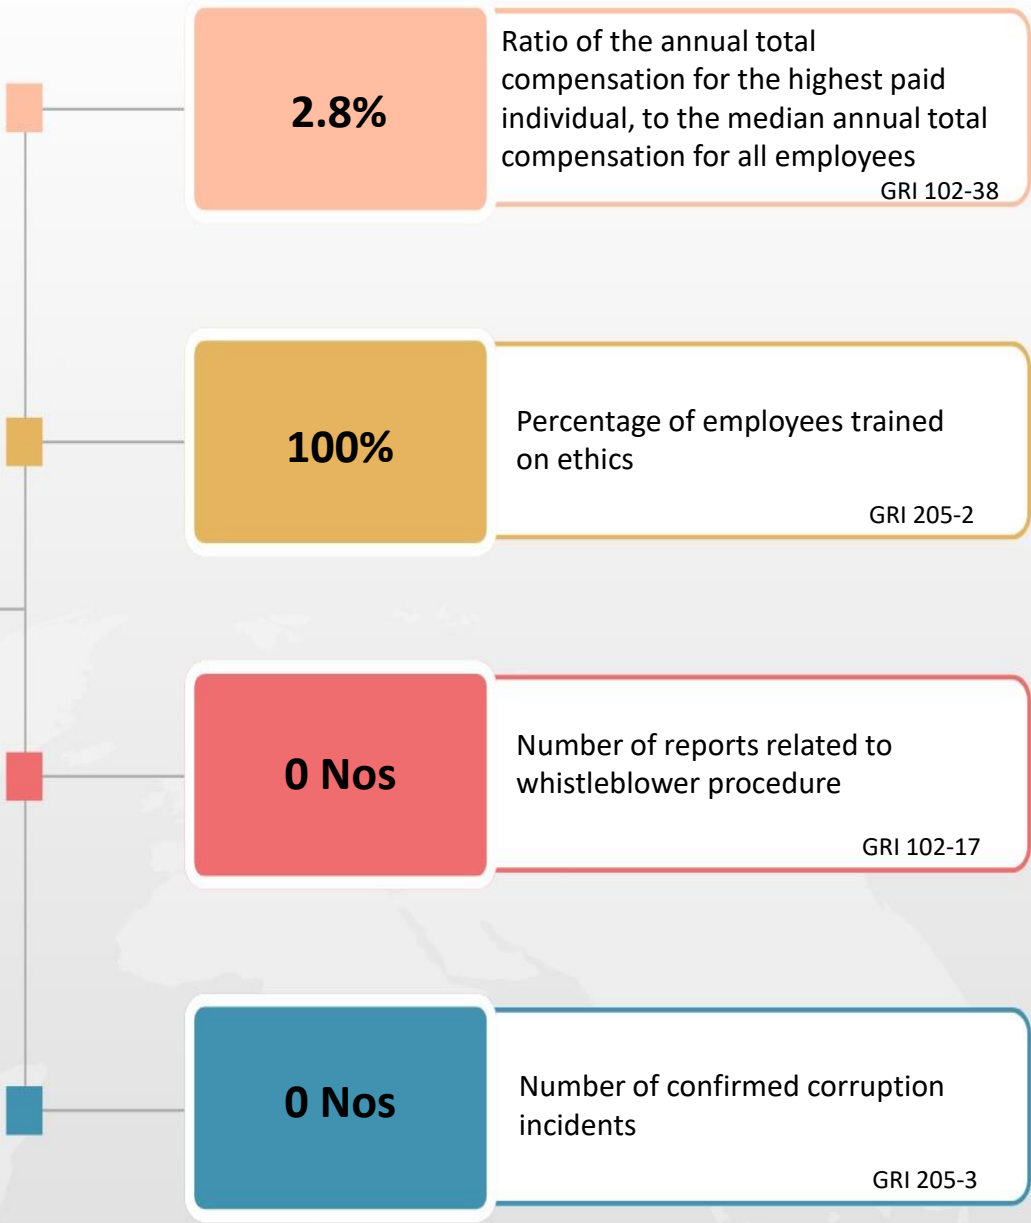 2.8%
Ratio of the annual total
compensation for the highest paid
individual, to the median annual total
compensation for all employees
GRI 102-38
100%
Percentage of employees trained
on ethics
GRI 205-2
0 Nos
Number of reports related to
whistleblower procedure
GRI 102-17
0 Nos
Number of confirmed corruption
incidents
GRI 205-3